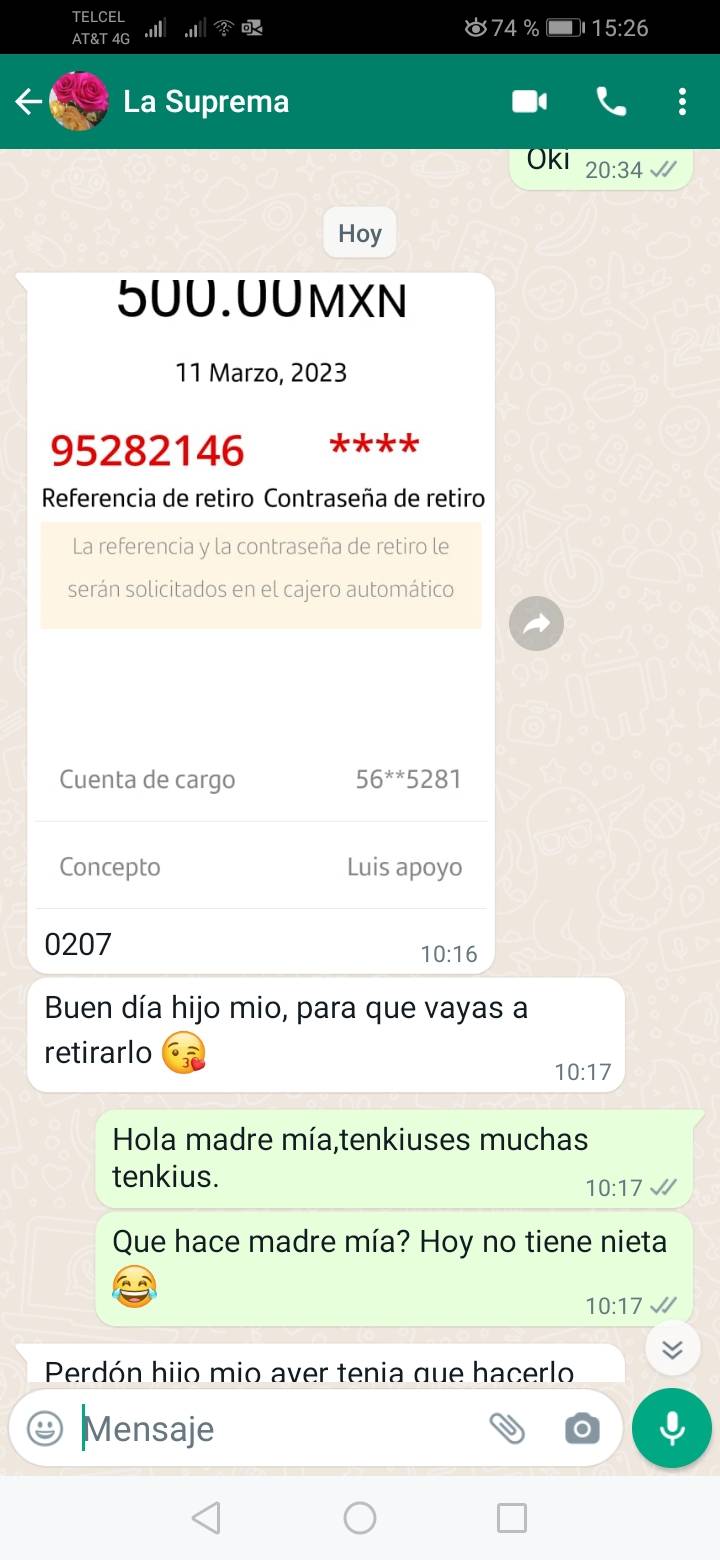 TELCEL
AT&T 4G
74 %
15:26
La Suprema
Oki 20:34
Hoy
500.00MXN
11 Marzo, 2023
95282146 ****
Referencia de retiro Contraseña de retiro
La referencia y la contraseña de retiro le
serán solicitados en el cajero automático
Cuenta de cargo 56**5281
Concepto Luis apoyo
0207 10:16
Buen día hijo mio, para que vayas a
retirarlo 😘
10:17
Hola madre mía,tenkiuses muchas
tenkius.
10:17
Que hace madre mía? Hoy no tiene nieta
😂
10:17
Perdón hijo mio aver tenia que hacerlo
Mensaje